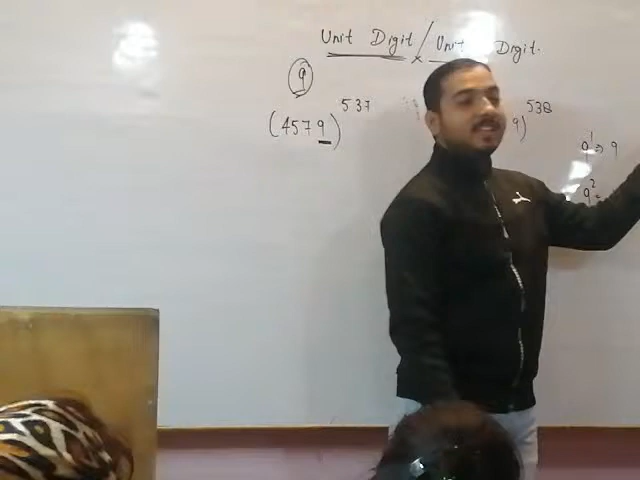 Unit Digit / Unit Digit.
9
(4579)^537
9)^538
9^1 ⇒ 9
9^2 =